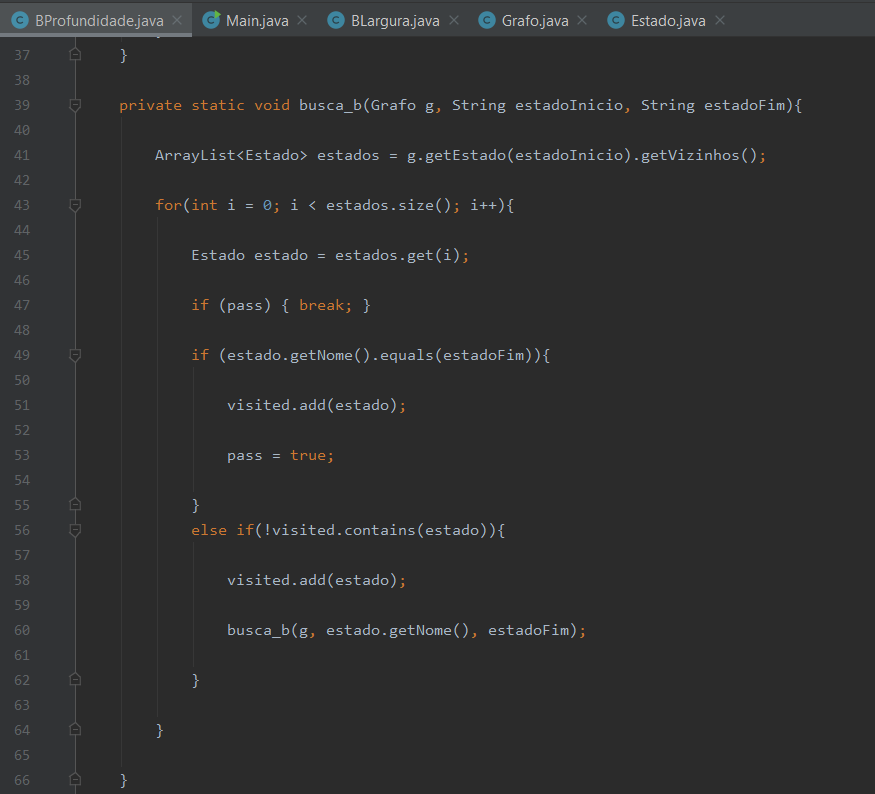 BProfundidade.java Main.java BLargura.java Grafo.java Estado.java
37 }
38
39 private static void busca_b(Grafo g, String estadoInicio, String estadoFim){
40
41 ArrayList<Estado> estados = g.getEstado(estadoInicio).getVizinhos();
42
43 for(int i = 0; i < estados.size(); i++){
44
45 Estado estado = estados.get(i);
46
47 if (pass) { break; }
48
49 if (estado.getNome().equals(estadoFim)){
50
51 visited.add(estado);
52
53 pass = true;
54
55 }
56 else if(!visited.contains(estado)){
57
58 visited.add(estado);
59
60 busca_b(g, estado.getNome(), estadoFim);
61
62 }
63
64 }
65
66 }